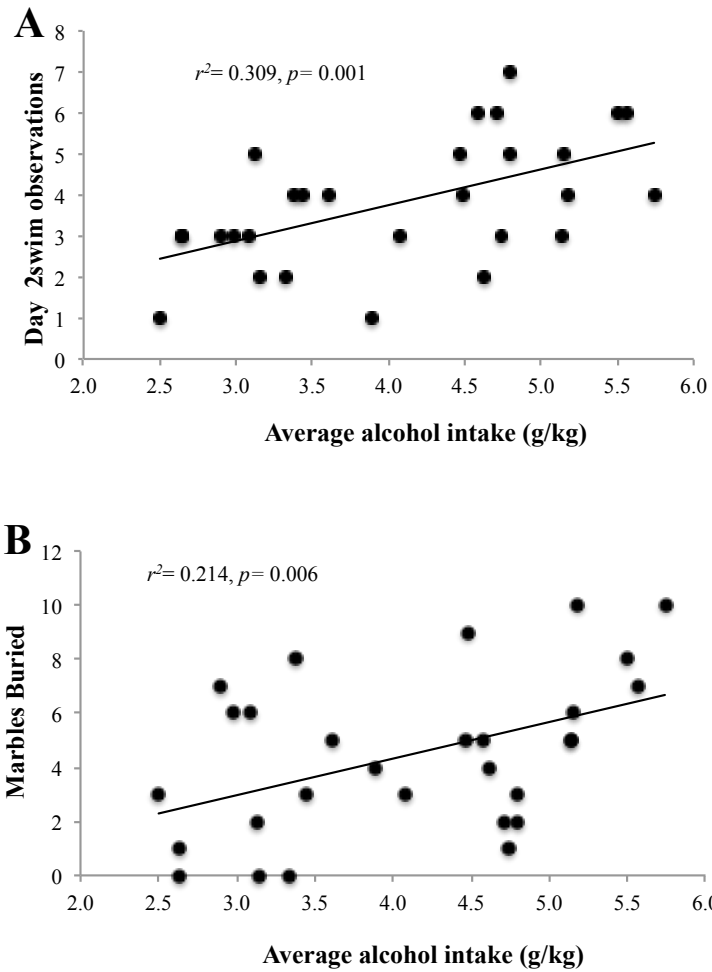 A
r²= 0.309, p= 0.001
Day 2swim observations
8
7
6
5
4
3
2
1
0
2.0 2.5 3.0 3.5 4.0 4.5 5.0 5.5 6.0
Average alcohol intake (g/kg)
B
r²= 0.214, p= 0.006
Marbles Buried
12
10
8
6
4
2
0
2.0 2.5 3.0 3.5 4.0 4.5 5.0 5.5 6.0
Average alcohol intake (g/kg)